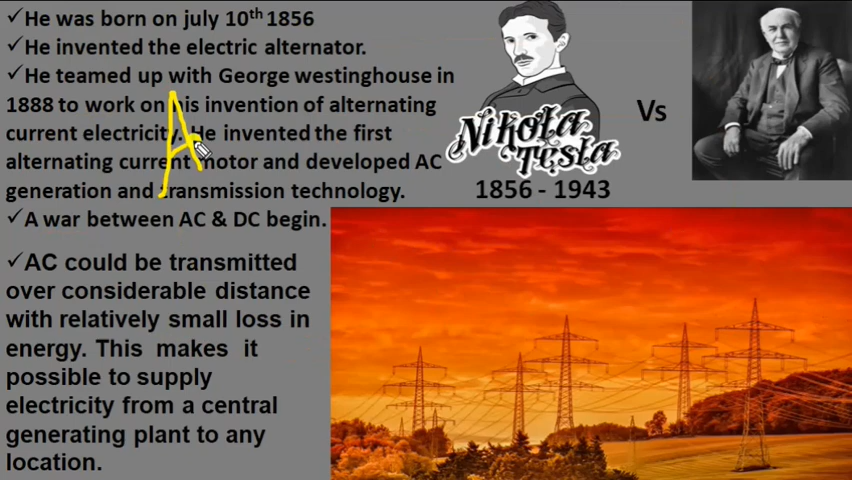 ✓He was born on july 10th 1856
✓He invented the electric alternator.
✓He teamed up with George westinghouse in
1888 to work on his invention of alternating
current electricity. He invented the first
alternating current motor and developed AC
generation and transmission technology.
✓A war between AC & DC begin.
✓AC could be transmitted
over considerable distance
with relatively small loss in
energy. This makes it
possible to supply
electricity from a central
generating plant to any
location.
A
Nikola
Tesla
1856 - 1943
Vs